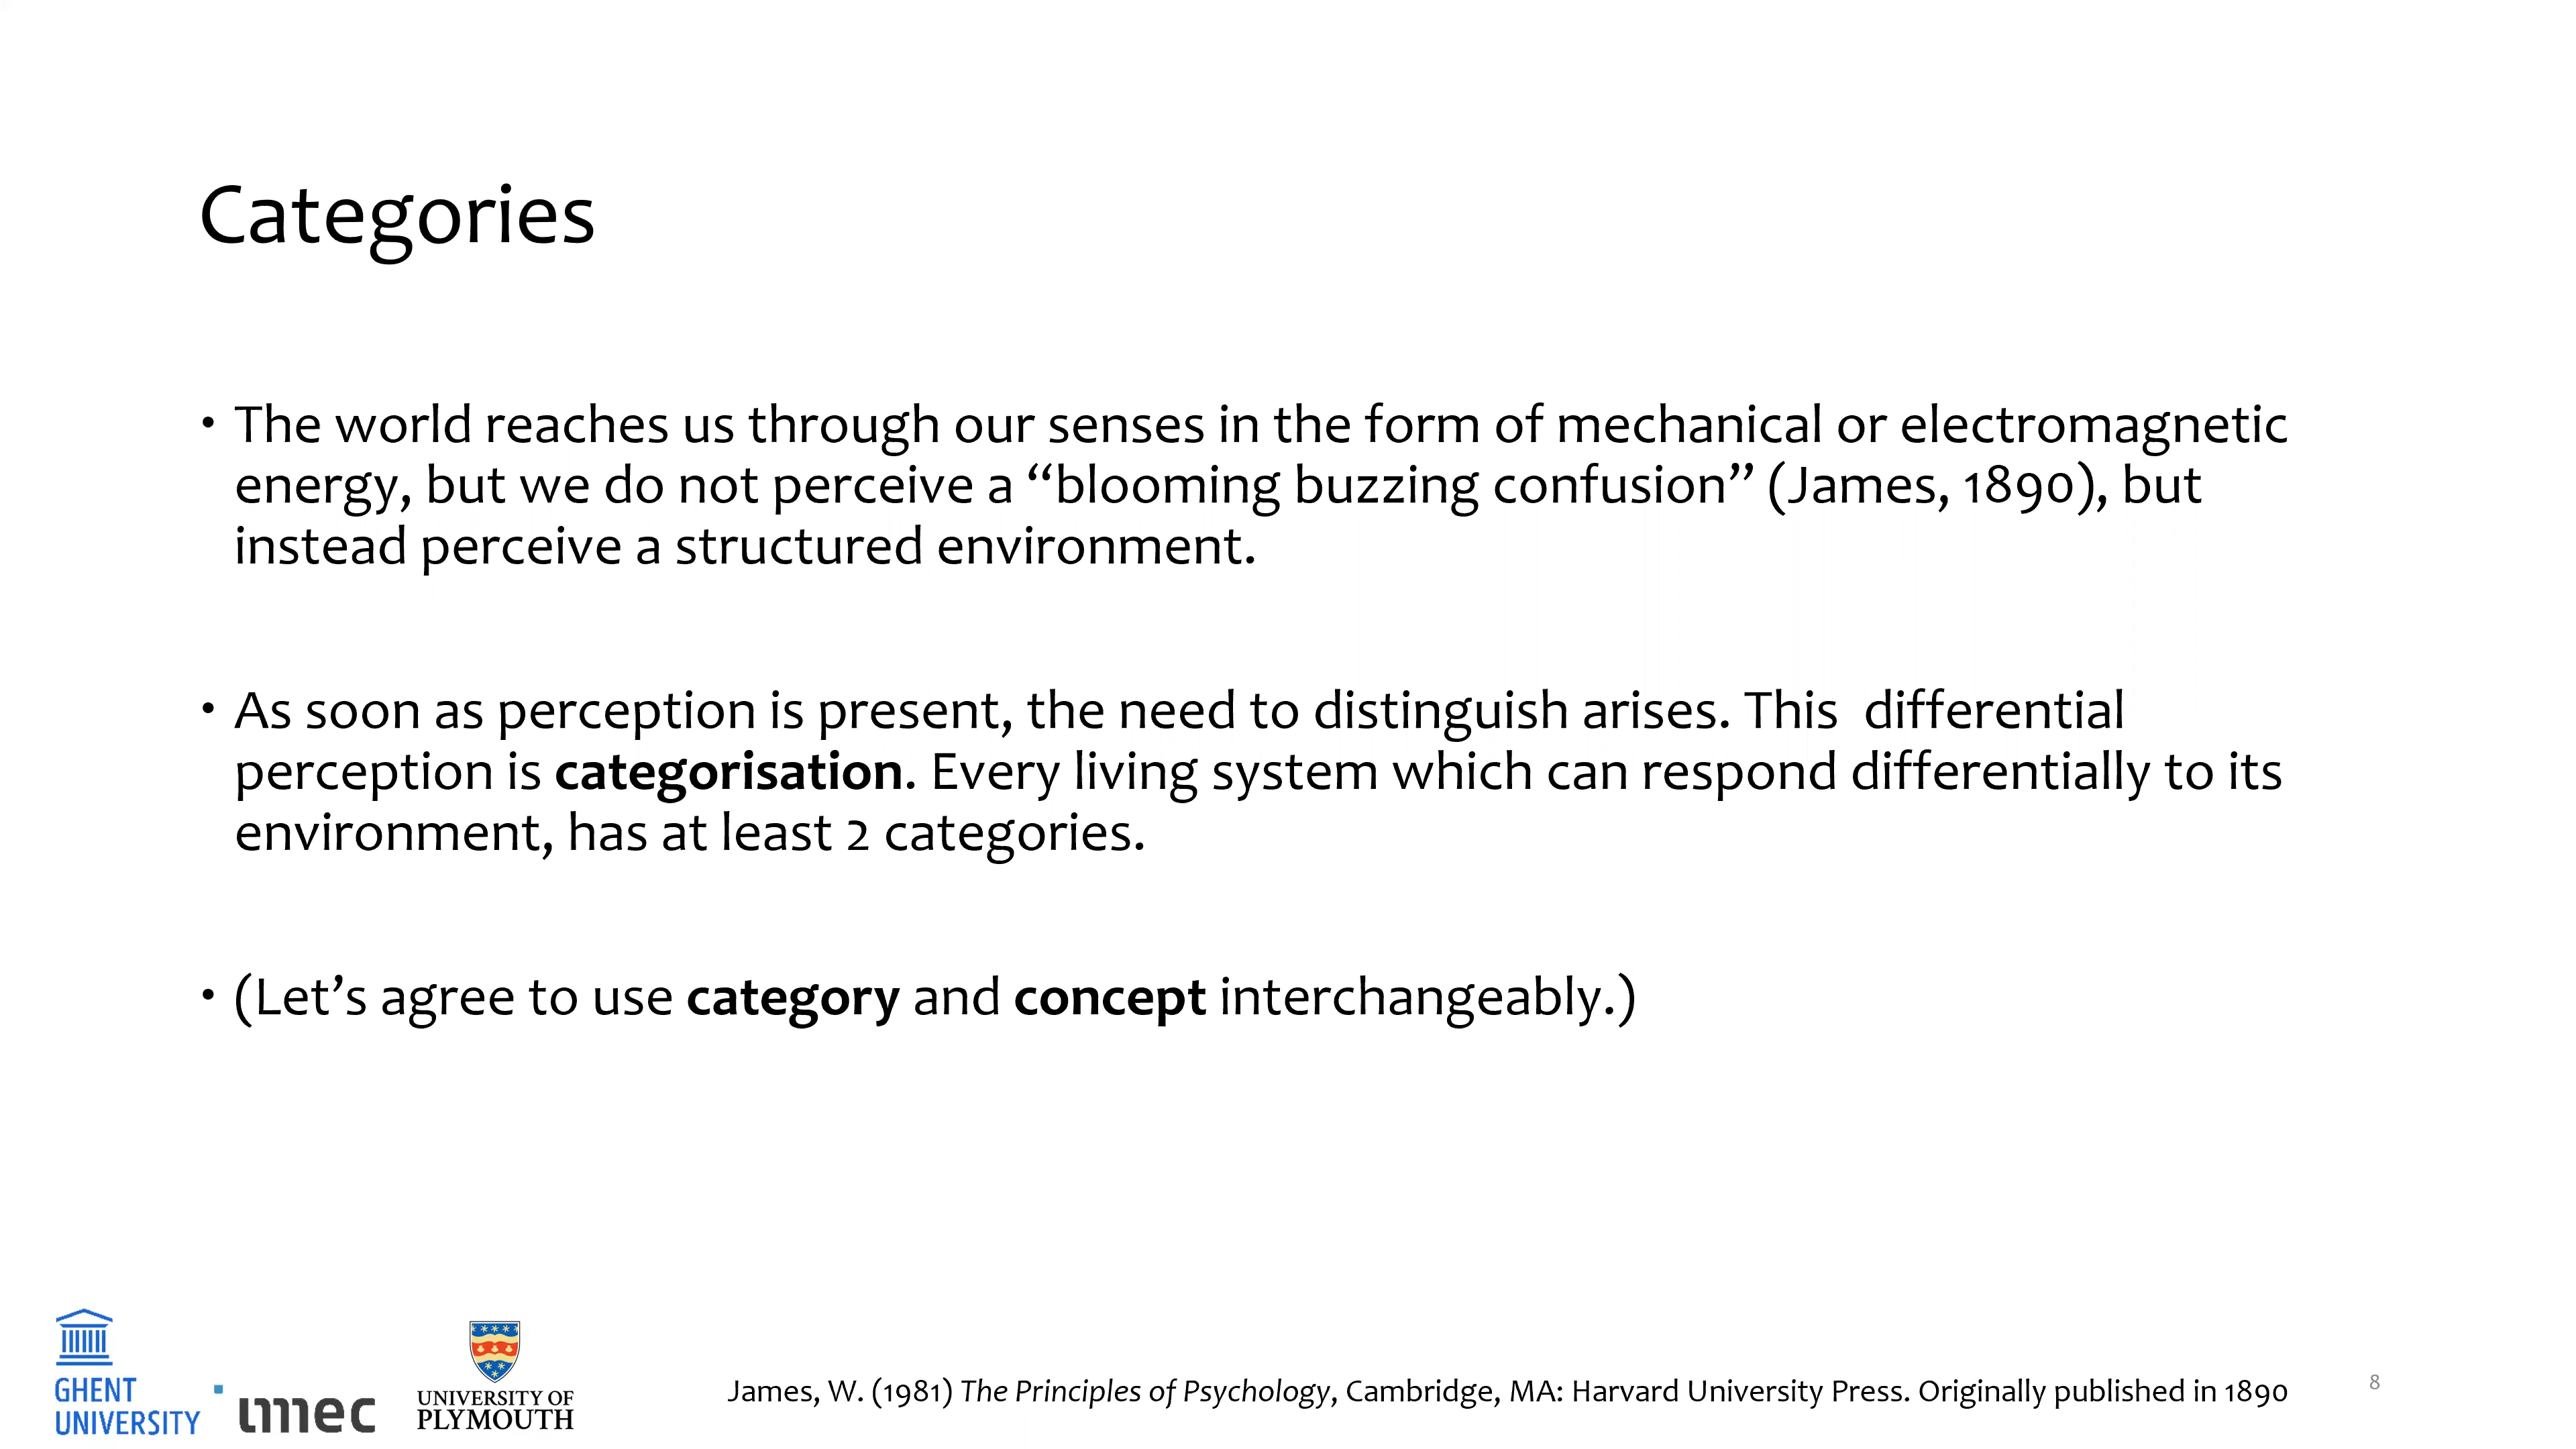 Categories
• The world reaches us through our senses in the form of mechanical or electromagnetic
energy, but we do not perceive a “blooming buzzing confusion” (James, 1890), but
instead perceive a structured environment.
• As soon as perception is present, the need to distinguish arises. This  differential
perception is categorisation. Every living system which can respond differentially to its
environment, has at least 2 categories.
• (Let’s agree to use category and concept interchangeably.)
GHENT
UNIVERSITY
imec
UNIVERSITY OF
PLYMOUTH
James, W. (1981) The Principles of Psychology, Cambridge, MA: Harvard University Press. Originally published in 1890
8